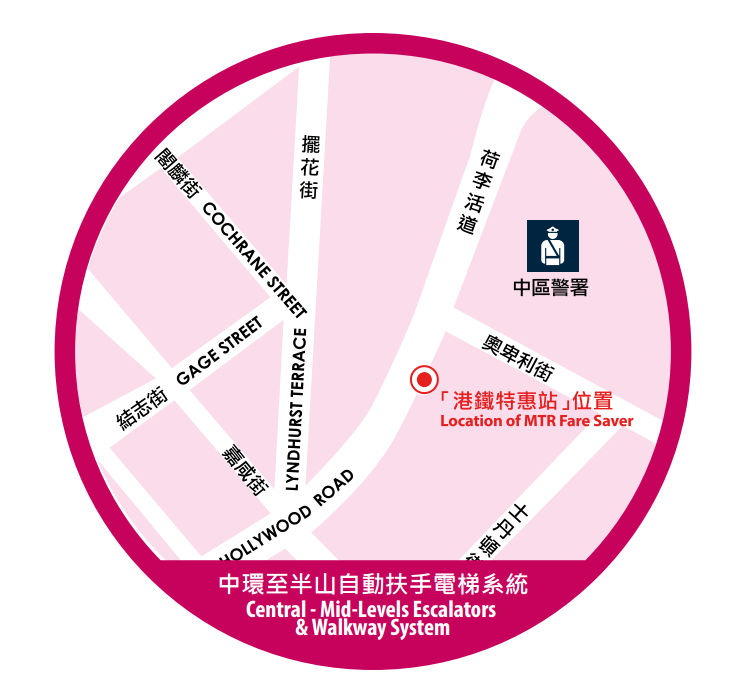 擺花街
荷李活道
閣麟街 COCHRANE STREET
中區警署
結志街 GAGE STREET
LYNDHURST TERRACE
奧卑利街
「港鐵特惠站」位置
Location of MTR Fare Saver
嘉咸街
HOLLYWOOD ROAD
士丹頓街
中環至半山自動扶手電梯系統
Central - Mid-Levels Escalators
& Walkway System